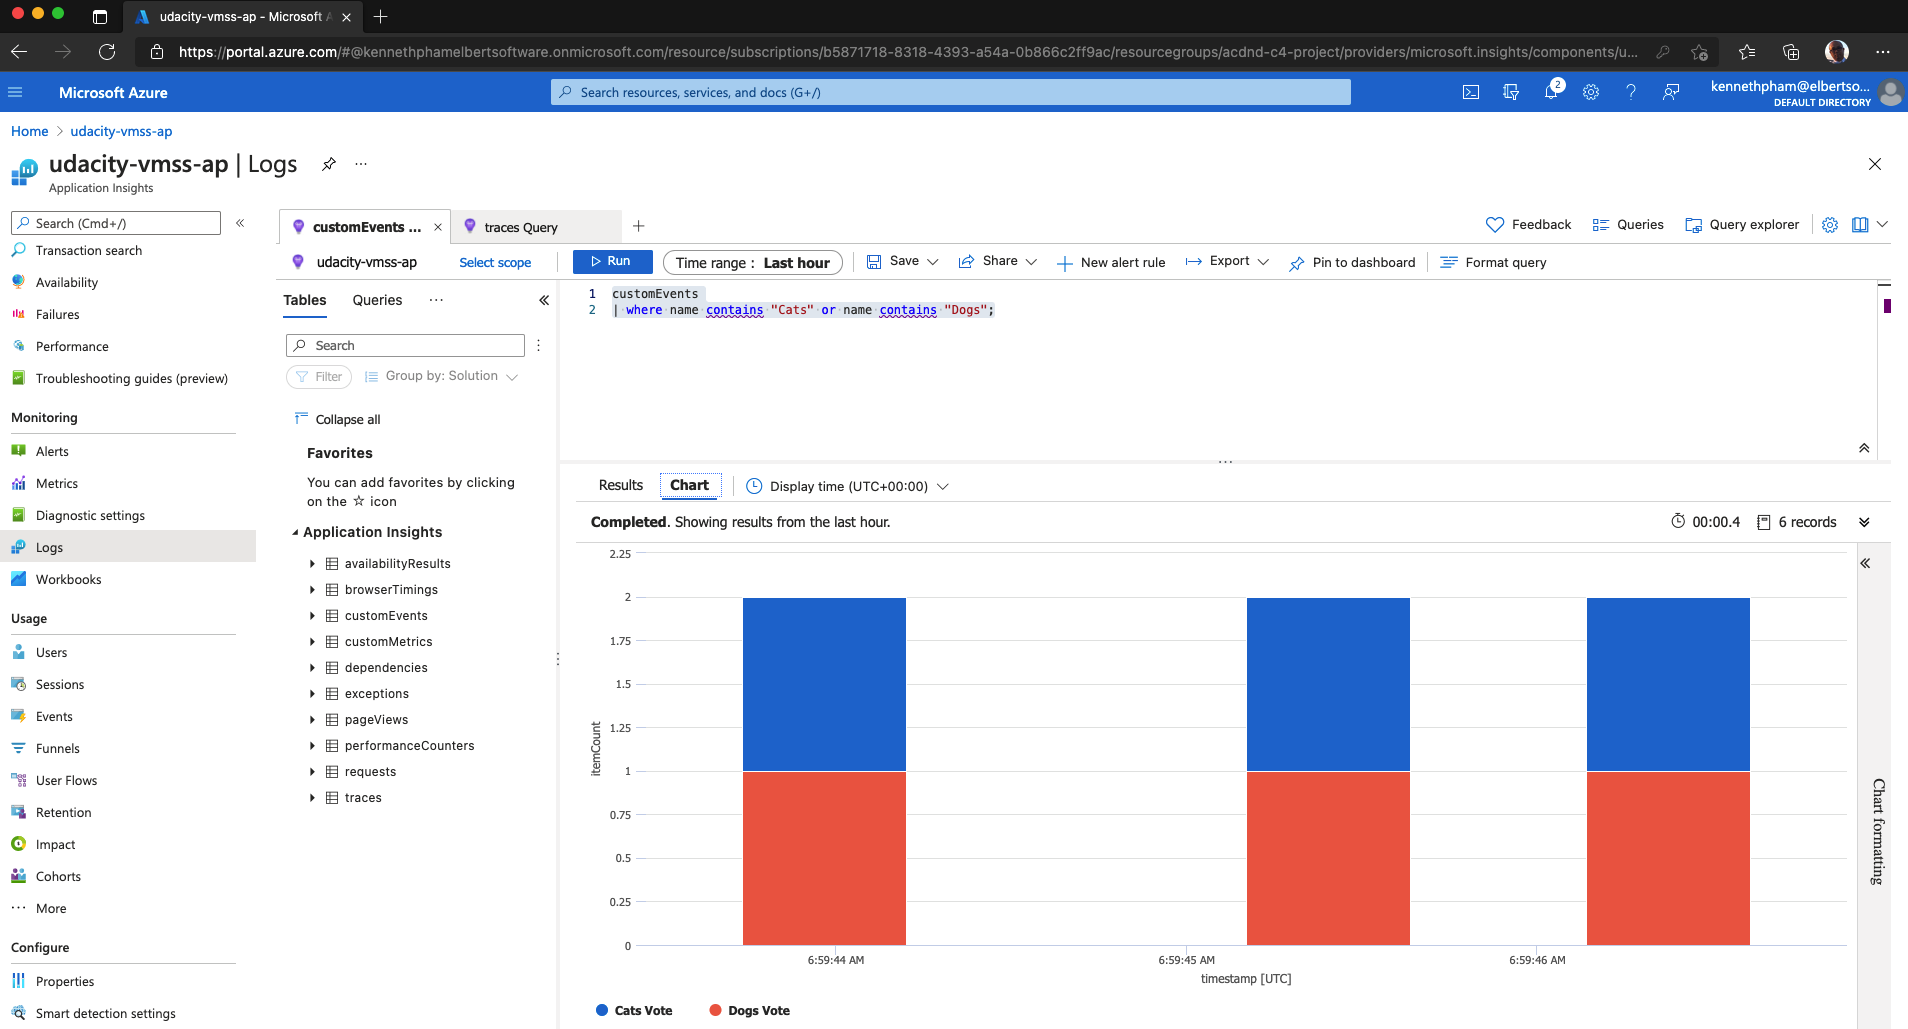 udacity-vmss-ap - Microsoft A
https://portal.azure.com/#@kennethphamelbertsoftware.onmicrosoft.com/resource/subscriptions/b5871718-8318-4393-a54a-0b866c2ff9ac/resourcegroups/acdnd-c4-project/providers/microsoft.insights/components/u...
Microsoft Azure
Search resources, services, and docs (G+/)
2
kennethpham@elbertso...
DEFAULT DIRECTORY
Home > udacity-vmss-ap
udacity-vmss-ap | Logs
Application Insights
Search (Cmd+/)
Transaction search
Availability
Failures
Performance
Troubleshooting guides (preview)
Monitoring
Alerts
Metrics
Diagnostic settings
Logs
Workbooks
Usage
Users
Sessions
Events
Funnels
User Flows
Retention
Impact
Cohorts
More
Configure
Properties
Smart detection settings
customEvents ...
traces Query
Feedback
Queries
Query explorer
udacity-vmss-ap
Select scope
Run
Time range : Last hour
Save
Share
New alert rule
Export
Pin to dashboard
Format query
Tables
Queries
Search
Filter
Group by: Solution
Collapse all
Favorites
You can add favorites by clicking
on the ☆ icon
Application Insights
availabilityResults
browserTimings
customEvents
customMetrics
dependencies
exceptions
pageViews
performanceCounters
requests
traces
1 customEvents
2 | where name contains "Cats" or name contains "Dogs";
Results
Chart
Display time (UTC+00:00)
Completed. Showing results from the last hour.
00:00.4
6 records
2.25
2
1.75
1.5
1.25
1
0.75
0.5
0.25
0
itemCount
6:59:44 AM
6:59:45 AM
6:59:46 AM
timestamp [UTC]
Cats Vote
Dogs Vote
Chart formatting